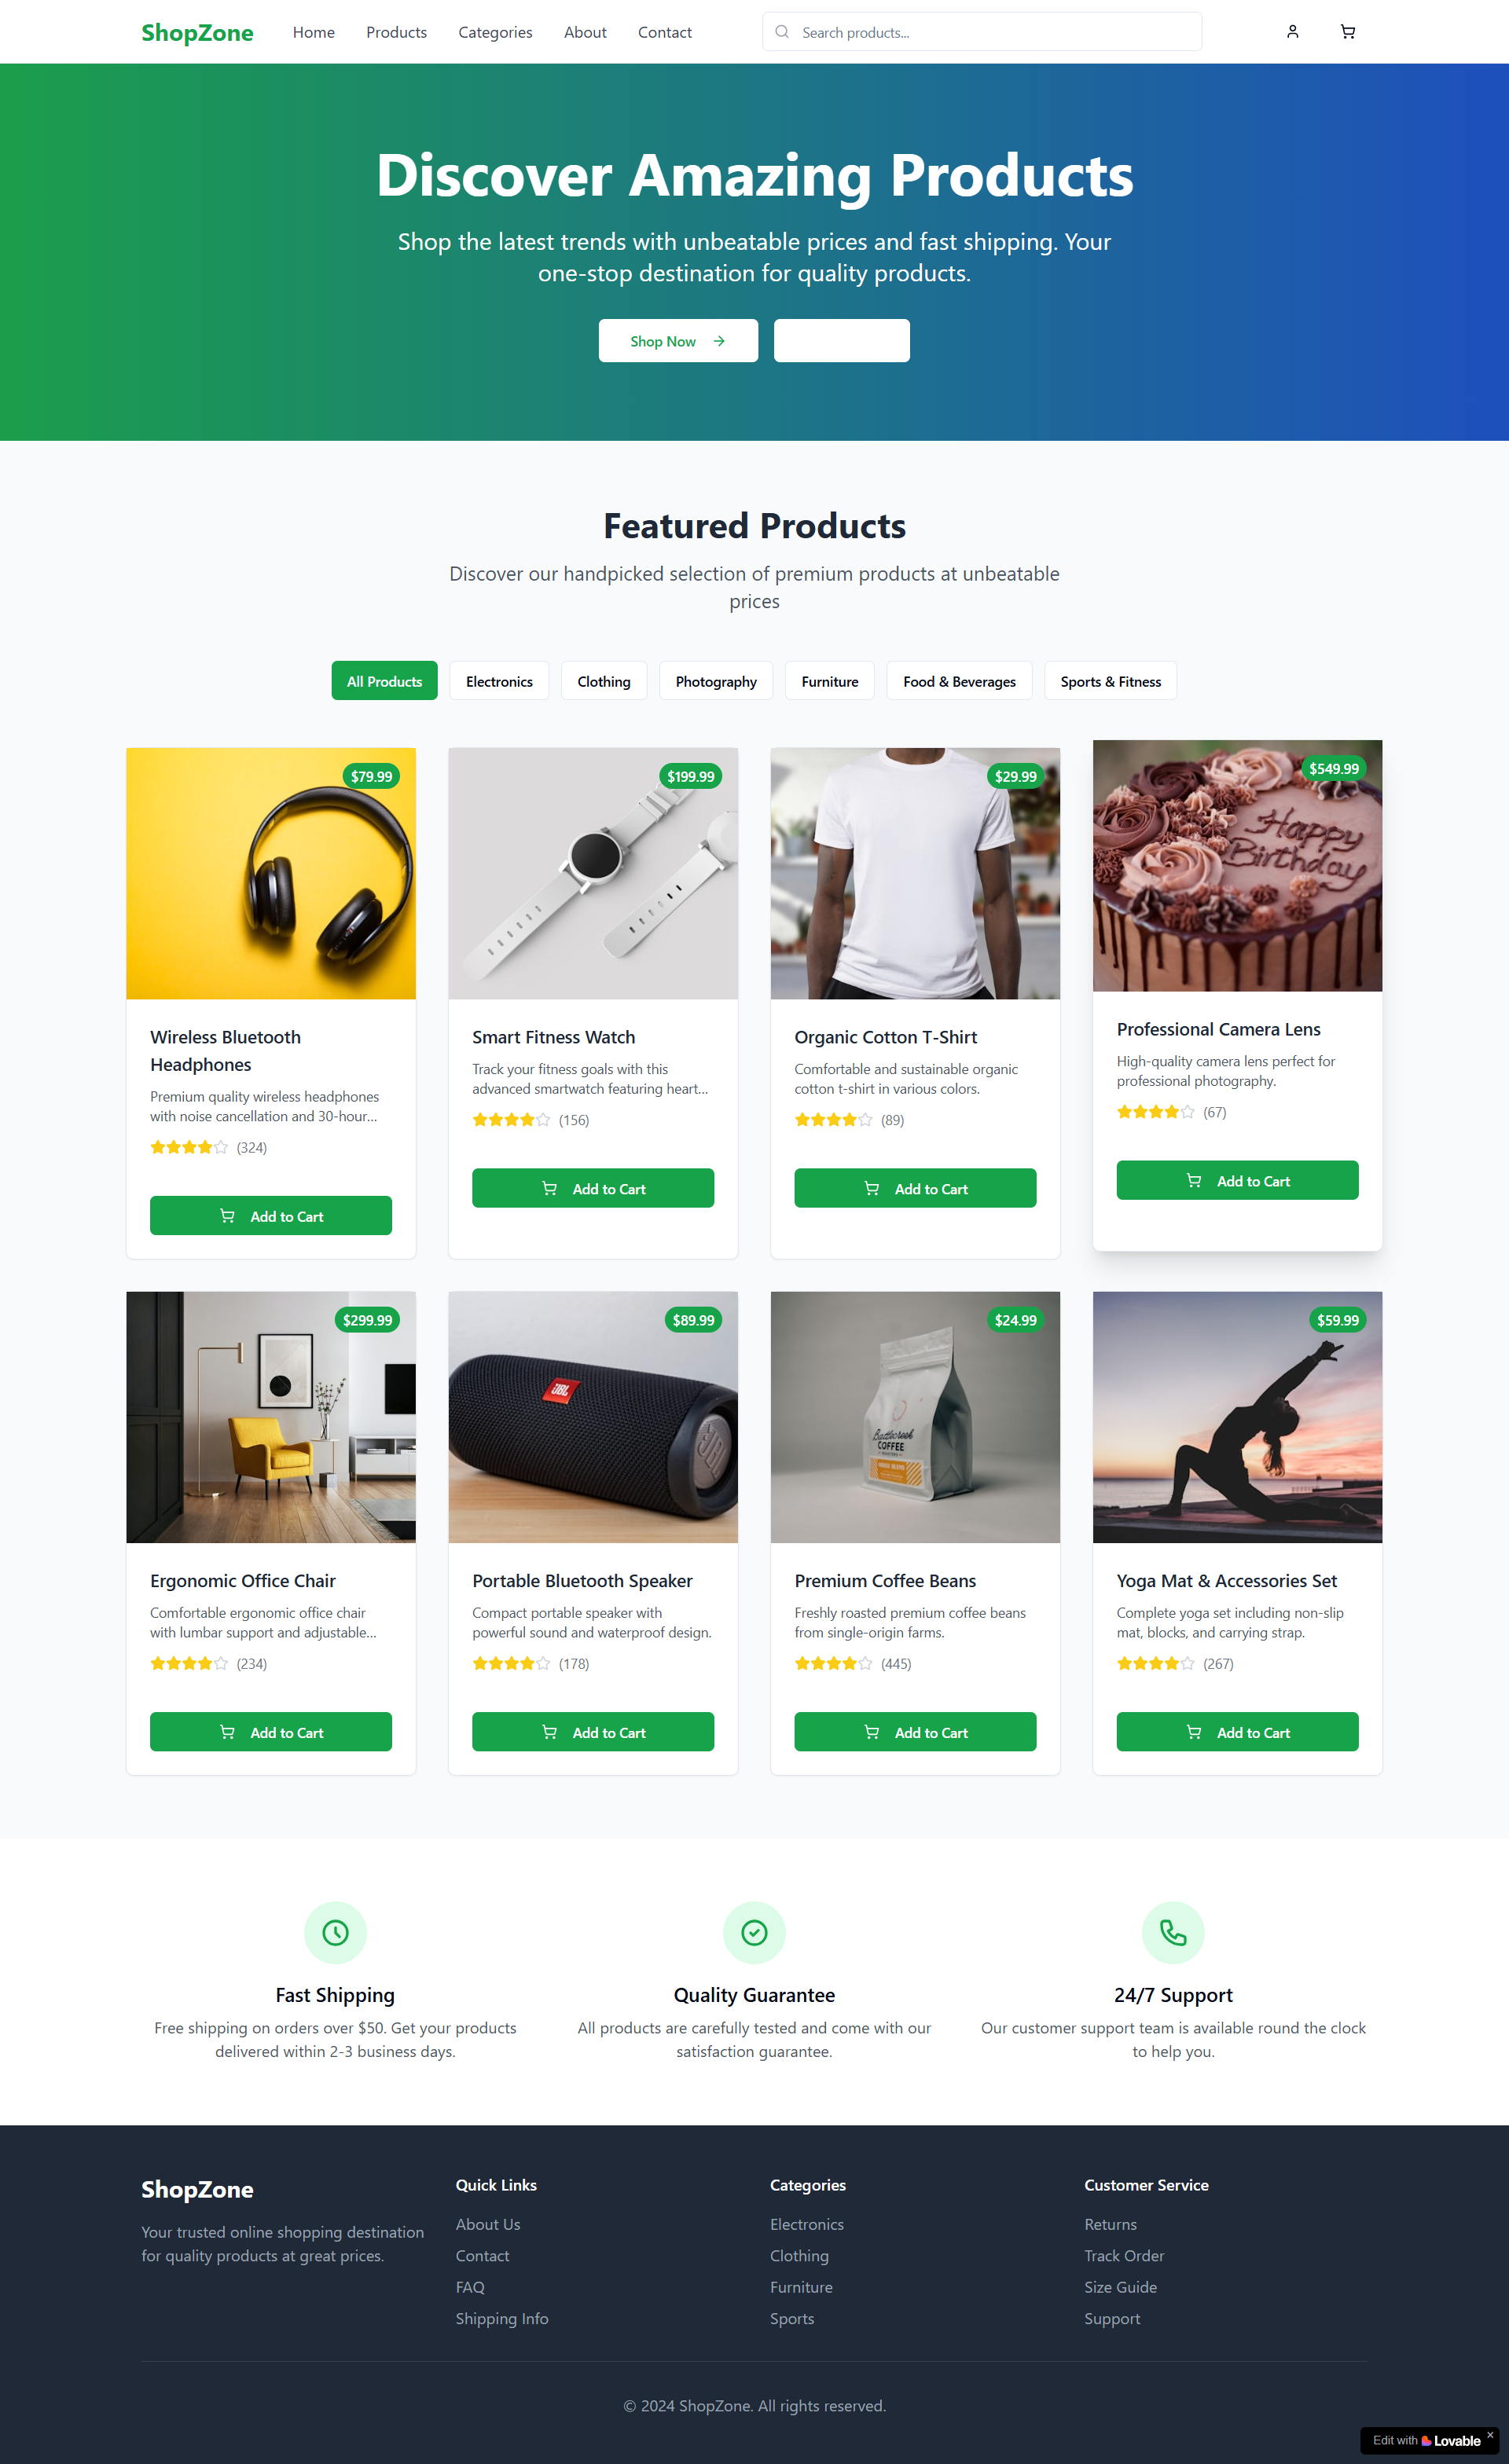 ShopZone
Home
Products
Categories
About
Contact
Search products...
Discover Amazing Products
Shop the latest trends with unbeatable prices and fast shipping. Your
one-stop destination for quality products.
Shop Now
Featured Products
Discover our handpicked selection of premium products at unbeatable
prices
All Products
Electronics
Clothing
Photography
Furniture
Food & Beverages
Sports & Fitness
$79.99
Wireless Bluetooth
Headphones
Premium quality wireless headphones
with noise cancellation and 30-hour...
(324)
Add to Cart
$199.99
Smart Fitness Watch
Track your fitness goals with this
advanced smartwatch featuring heart...
(156)
Add to Cart
$29.99
Organic Cotton T-Shirt
Comfortable and sustainable organic
cotton t-shirt in various colors.
(89)
Add to Cart
$549.99
Happy
Birthday
Professional Camera Lens
High-quality camera lens perfect for
professional photography.
(67)
Add to Cart
$299.99
Ergonomic Office Chair
Comfortable ergonomic office chair
with lumbar support and adjustable...
(234)
Add to Cart
$89.99
JBL
Portable Bluetooth Speaker
Compact portable speaker with
powerful sound and waterproof design.
(178)
Add to Cart
$24.99
COFFEE
Premium Coffee Beans
Freshly roasted premium coffee beans
from single-origin farms.
(445)
Add to Cart
$59.99
Yoga Mat & Accessories Set
Complete yoga set including non-slip
mat, blocks, and carrying strap.
(267)
Add to Cart
Fast Shipping
Free shipping on orders over $50. Get your products
delivered within 2-3 business days.
Quality Guarantee
All products are carefully tested and come with our
satisfaction guarantee.
24/7 Support
Our customer support team is available round the clock
to help you.
ShopZone
Your trusted online shopping destination
for quality products at great prices.
Quick Links
About Us
Contact
FAQ
Shipping Info
Categories
Electronics
Clothing
Furniture
Sports
Customer Service
Returns
Track Order
Size Guide
Support
© 2024 ShopZone. All rights reserved.
Edit with Lovable